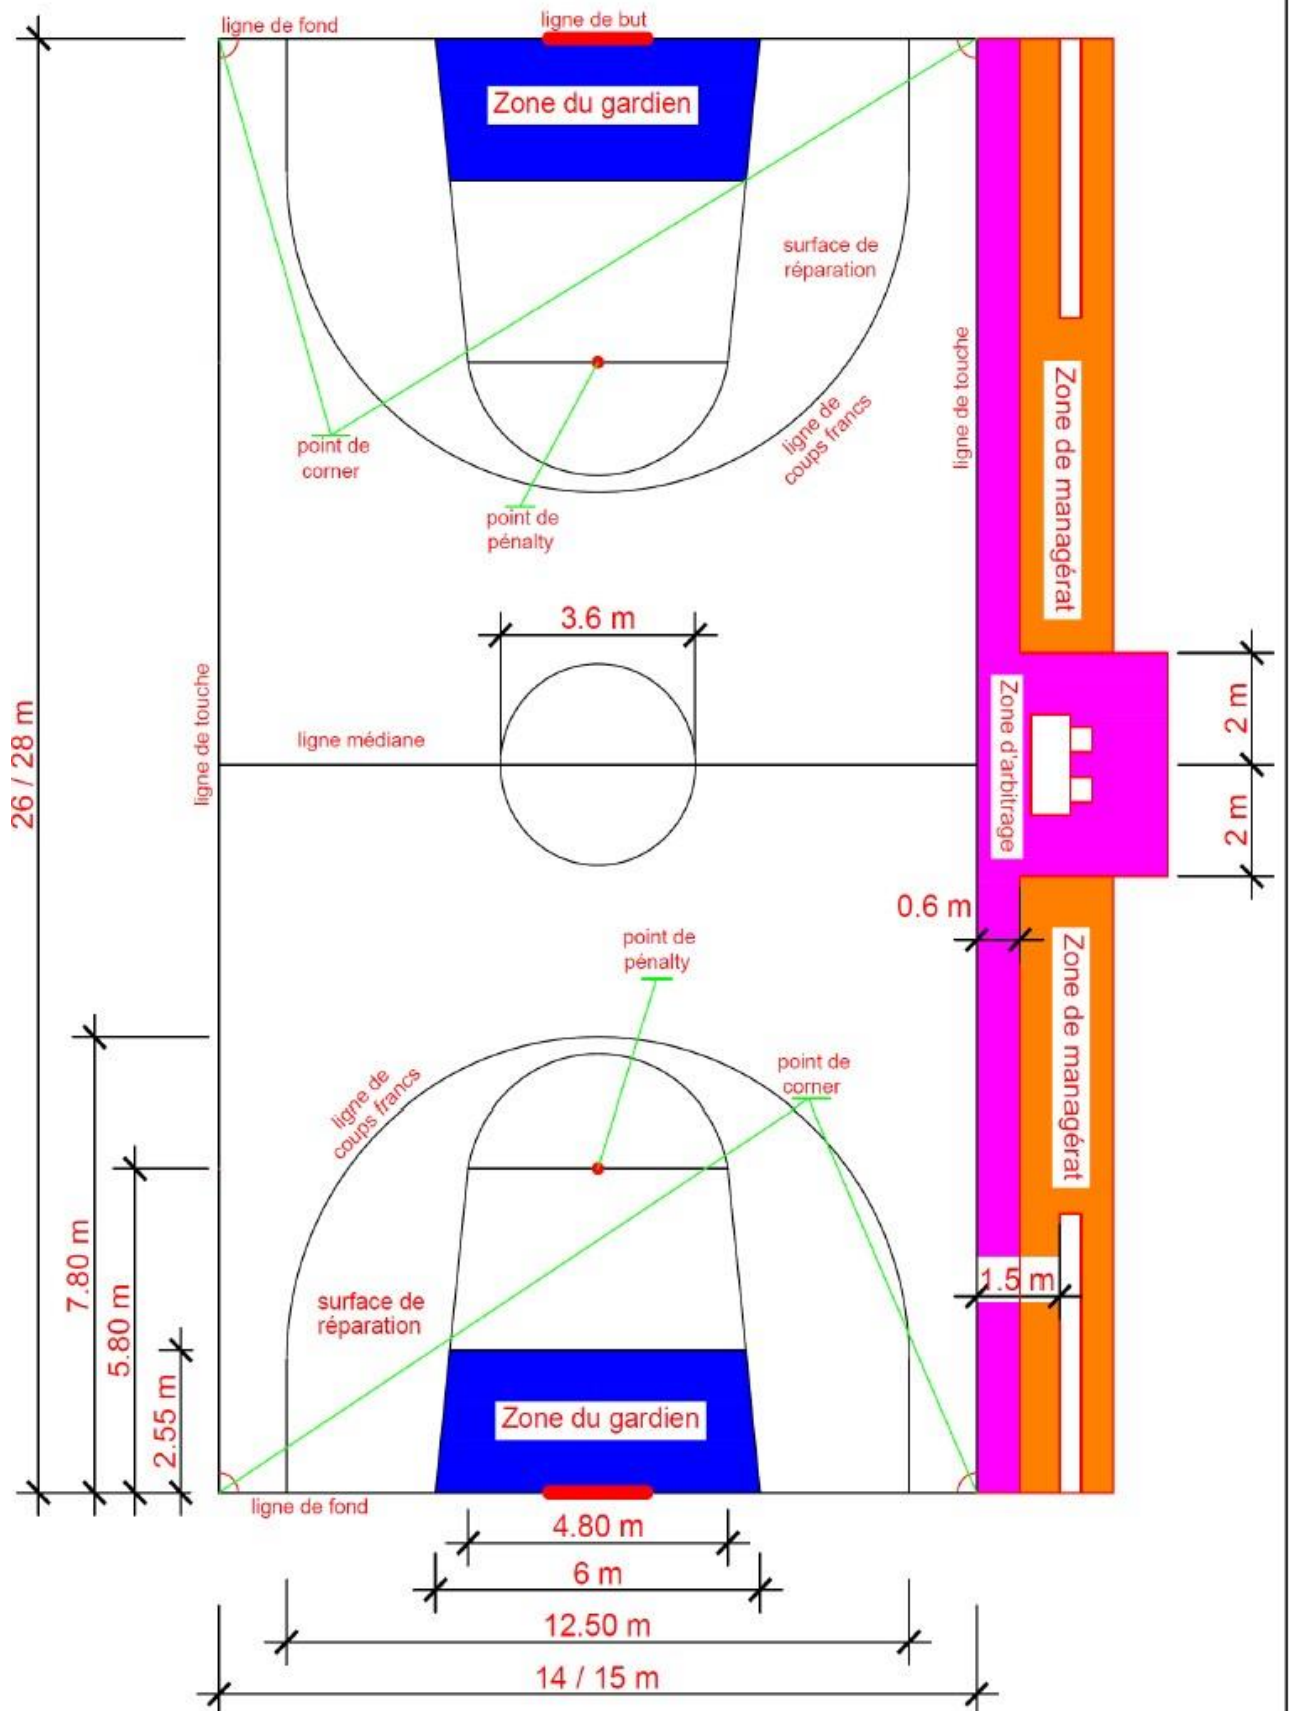 ligne de fond
ligne de but
Zone du gardien
surface de
réparation
ligne de touche
Zone de managérat
ligne de
coups francs
point de
corner
point de
pénalty
3.6 m
ligne de touche
ligne médiane
Zone d'arbitrage
2 m
2 m
26 / 28 m
0.6 m
point de
pénalty
Zone de managérat
point de
corner
ligne de
coups francs
7.80 m
5.80 m
2.55 m
1.5 m
surface de
réparation
Zone du gardien
ligne de fond
4.80 m
6 m
12.50 m
14 / 15 m